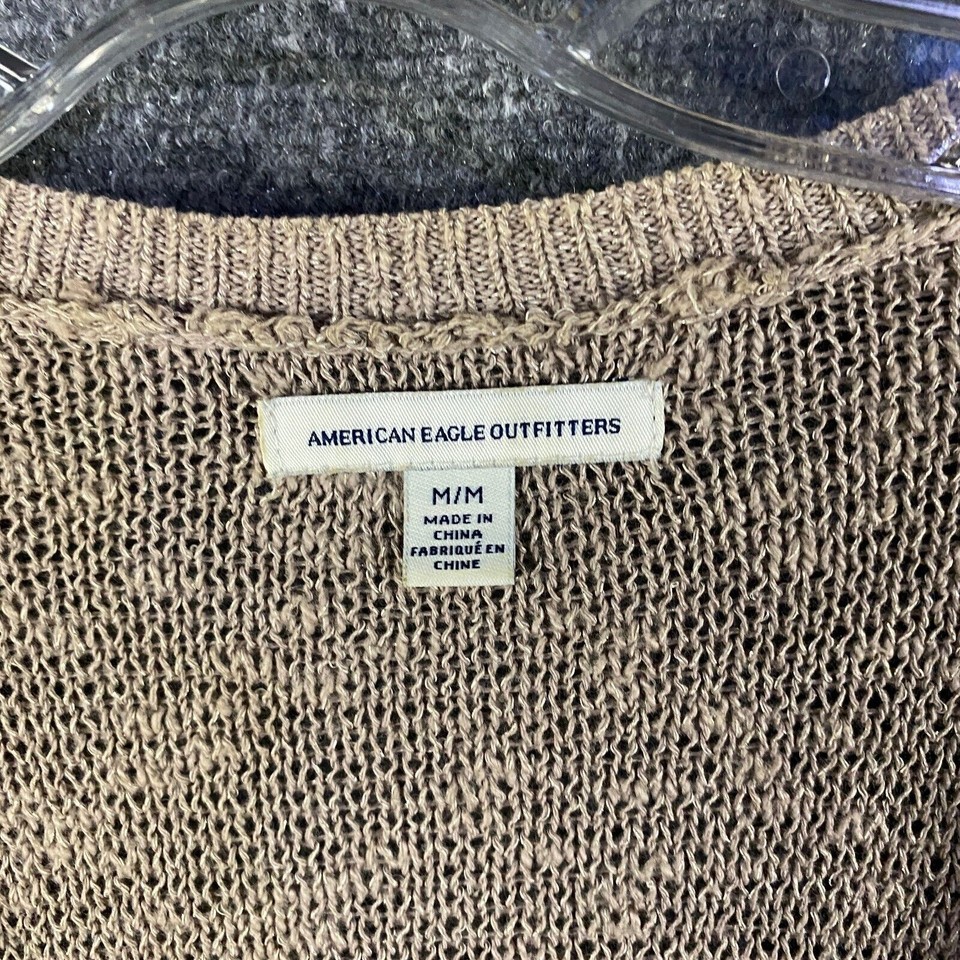 AMERICAN EAGLE OUTFITTERS
M/M
MADE IN
CHINA
FABRIQUÉ EN
CHINE